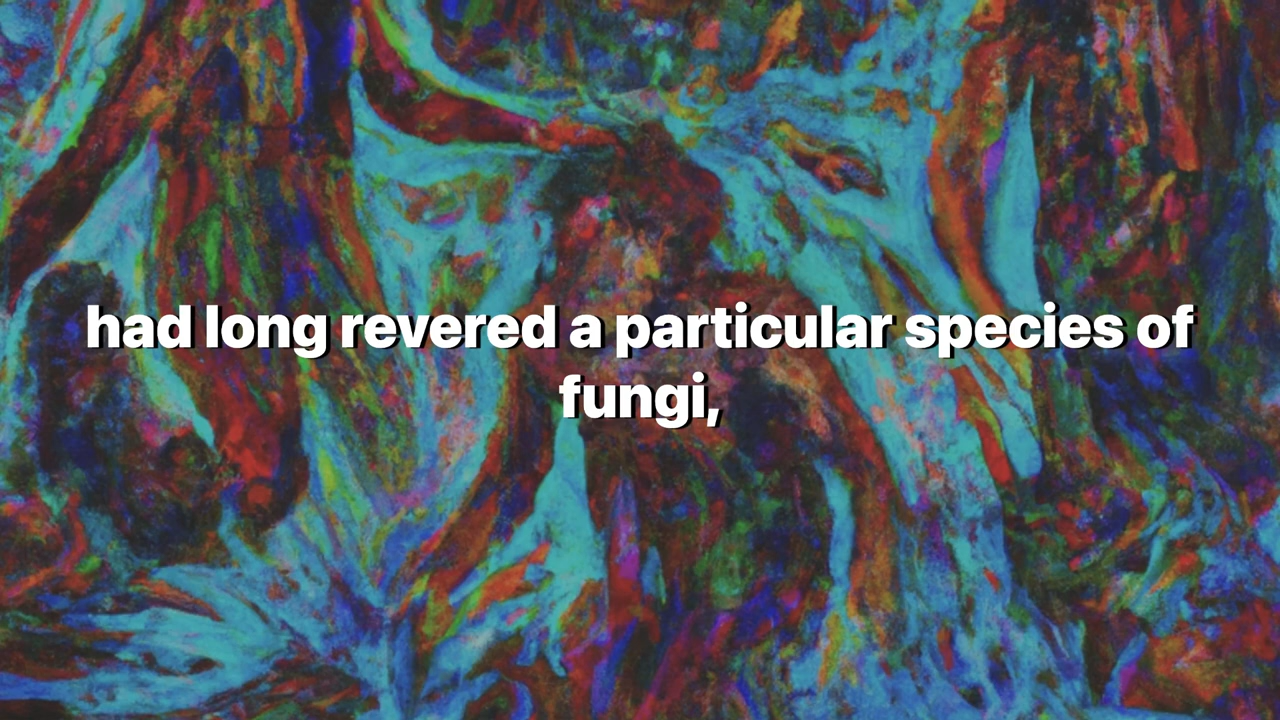 had long revered a particular species of
fungi,